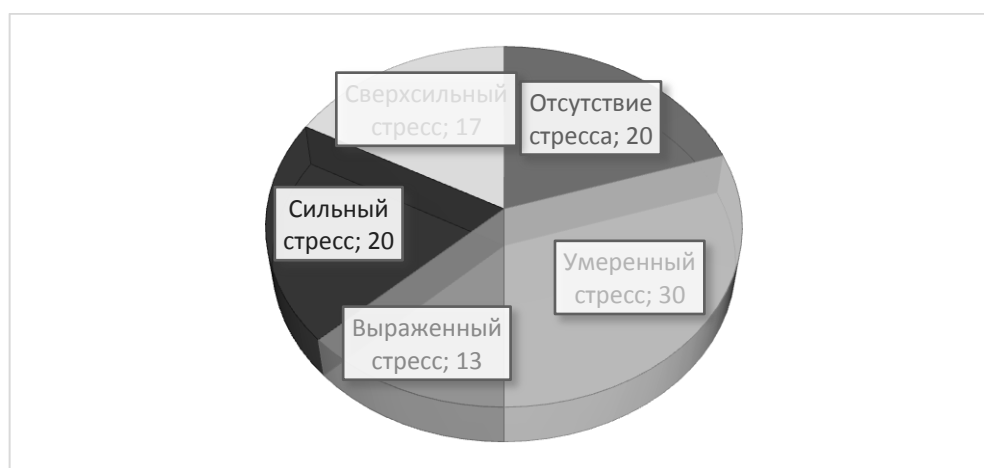 Сверхсильный
стресс; 17
Отсутствие
стресса; 20
Сильный
стресс; 20
Умеренный
стресс; 30
Выраженный
стресс; 13